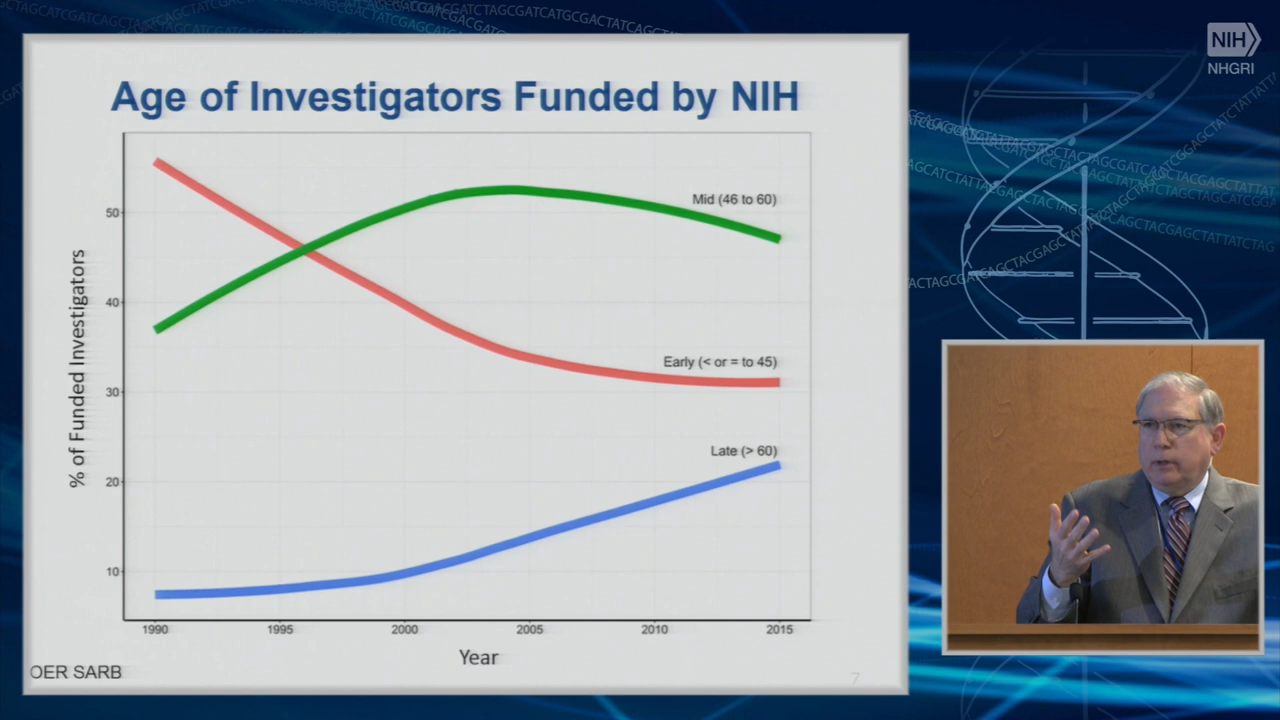 NIH
NHGRI
Age of Investigators Funded by NIH
% of Funded Investigators
50
40
30
20
10
Mid (46 to 60)
Early (< or = to 45)
Late (> 60)
1990 1995 2000 2005 2010 2015
Year
OER SARB
7